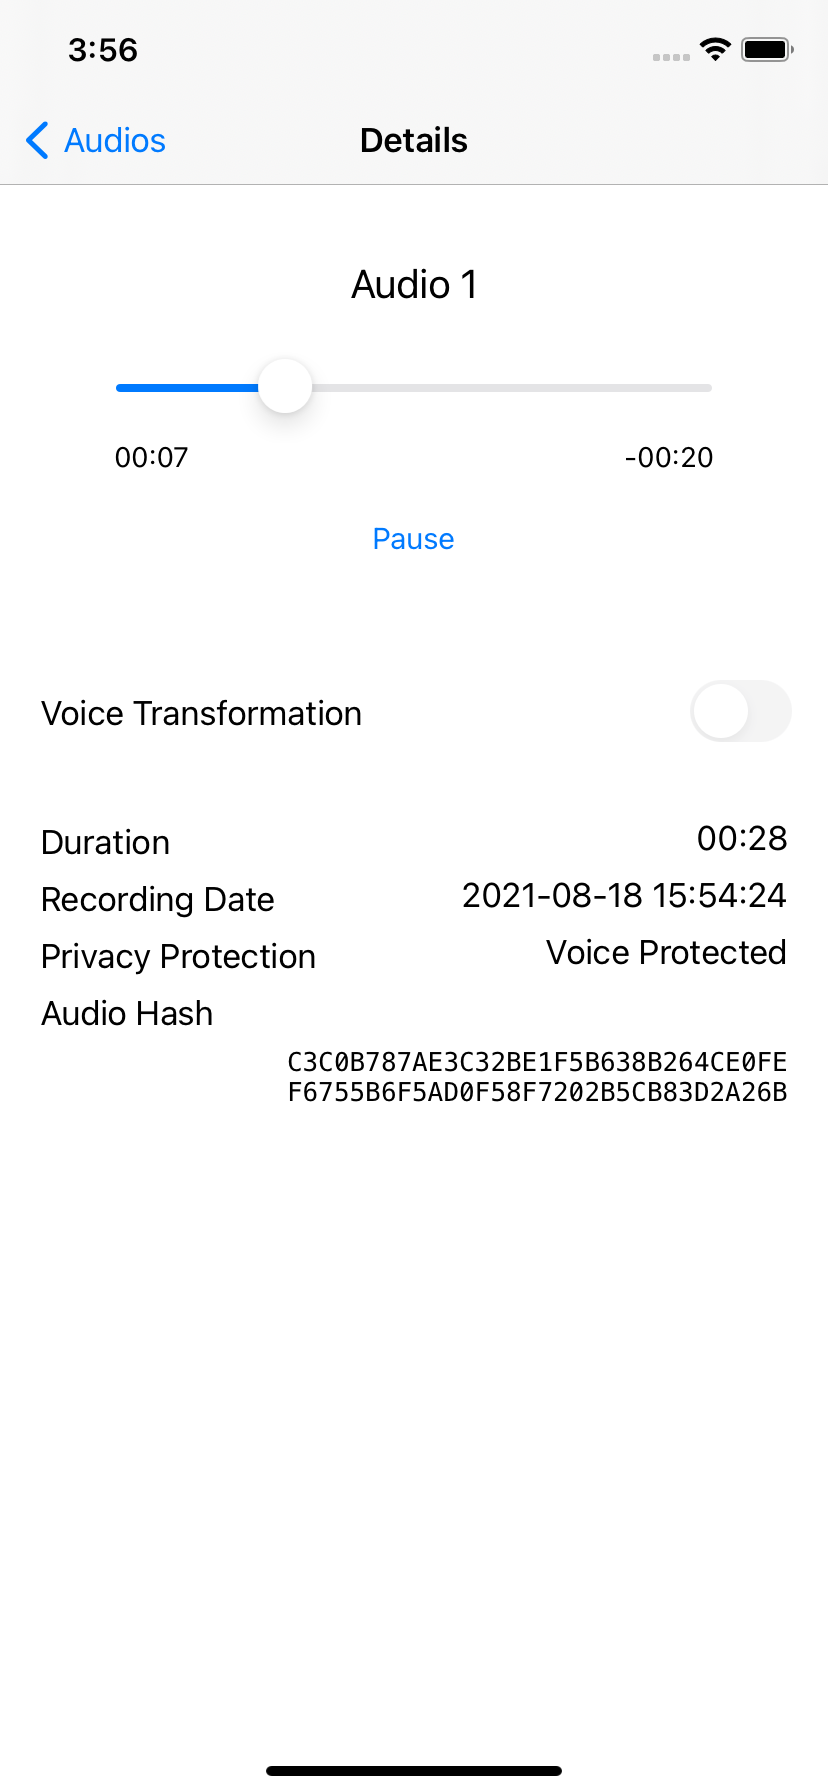 3:56
Audios
Details
Audio 1
00:07
-00:20
Pause
Voice Transformation
Duration
00:28
Recording Date
2021-08-18 15:54:24
Privacy Protection
Voice Protected
Audio Hash
C3C0B787AE3C32BE1F5B638B264CE0FE
F6755B6F5AD0F58F7202B5CB83D2A26B